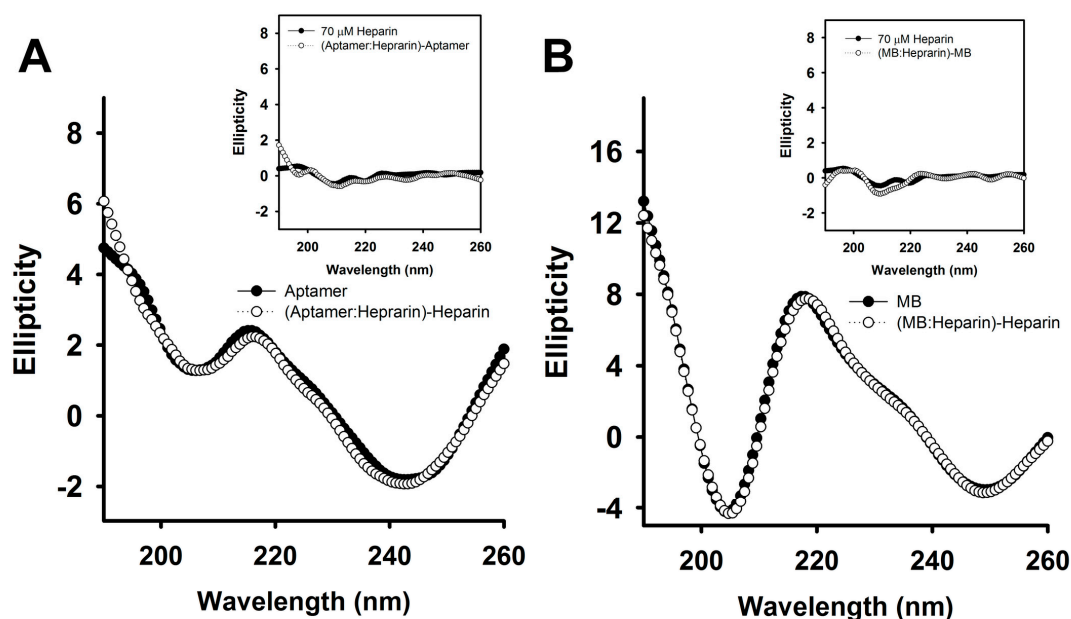 A
8
6
4
2
0
-2
Ellipticity
200
220
240
260
Wavelength (nm)
Aptamer
(Aptamer:Heprarin)-Heparin
8
6
4
2
0
-2
Ellipticity
200
220
240
260
Wavelength (nm)
70 μM Heparin
(Aptamer:Heprarin)-Aptamer
B
16
12
8
4
0
-4
Ellipticity
200
220
240
260
Wavelength (nm)
MB
(MB:Heparin)-Heparin
8
6
4
2
0
-2
Ellipticity
200
220
240
260
Wavelength (nm)
70 μM Heparin
(MB:Heprarin)-MB